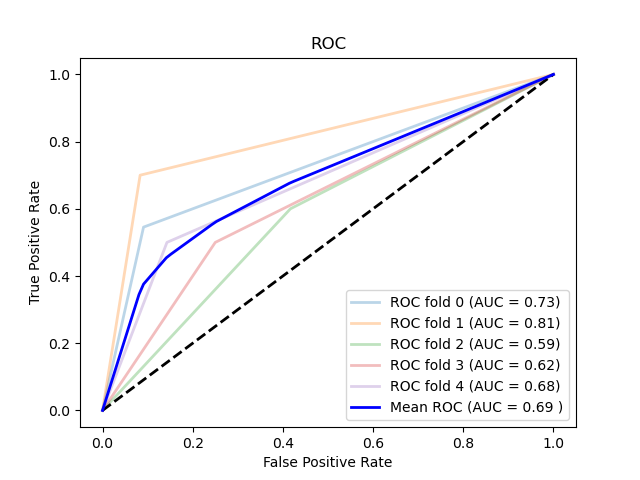 ROC
1.0
0.8
0.6
0.4
0.2
0.0
True Positive Rate
ROC fold 0 (AUC = 0.73)
ROC fold 1 (AUC = 0.81)
ROC fold 2 (AUC = 0.59)
ROC fold 3 (AUC = 0.62)
ROC fold 4 (AUC = 0.68)
Mean ROC (AUC = 0.69 )
0.0 0.2 0.4 0.6 0.8 1.0
False Positive Rate